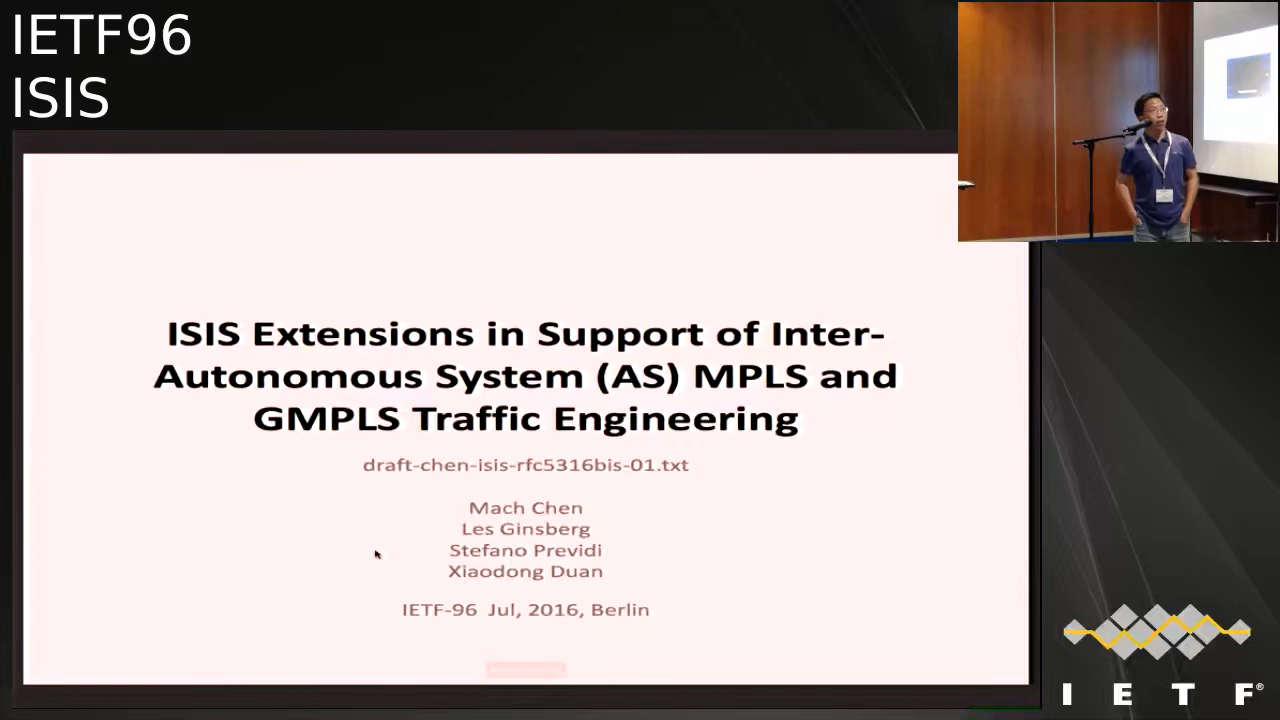 IETF96
ISIS
ISIS Extensions in Support of Inter-
Autonomous System (AS) MPLS and
GMPLS Traffic Engineering
draft-chen-isis-rfc5316bis-01.txt
Mach Chen
Les Ginsberg
Stefano Previdi
Xiaodong Duan
IETF-96 Jul, 2016, Berlin
I E T F®